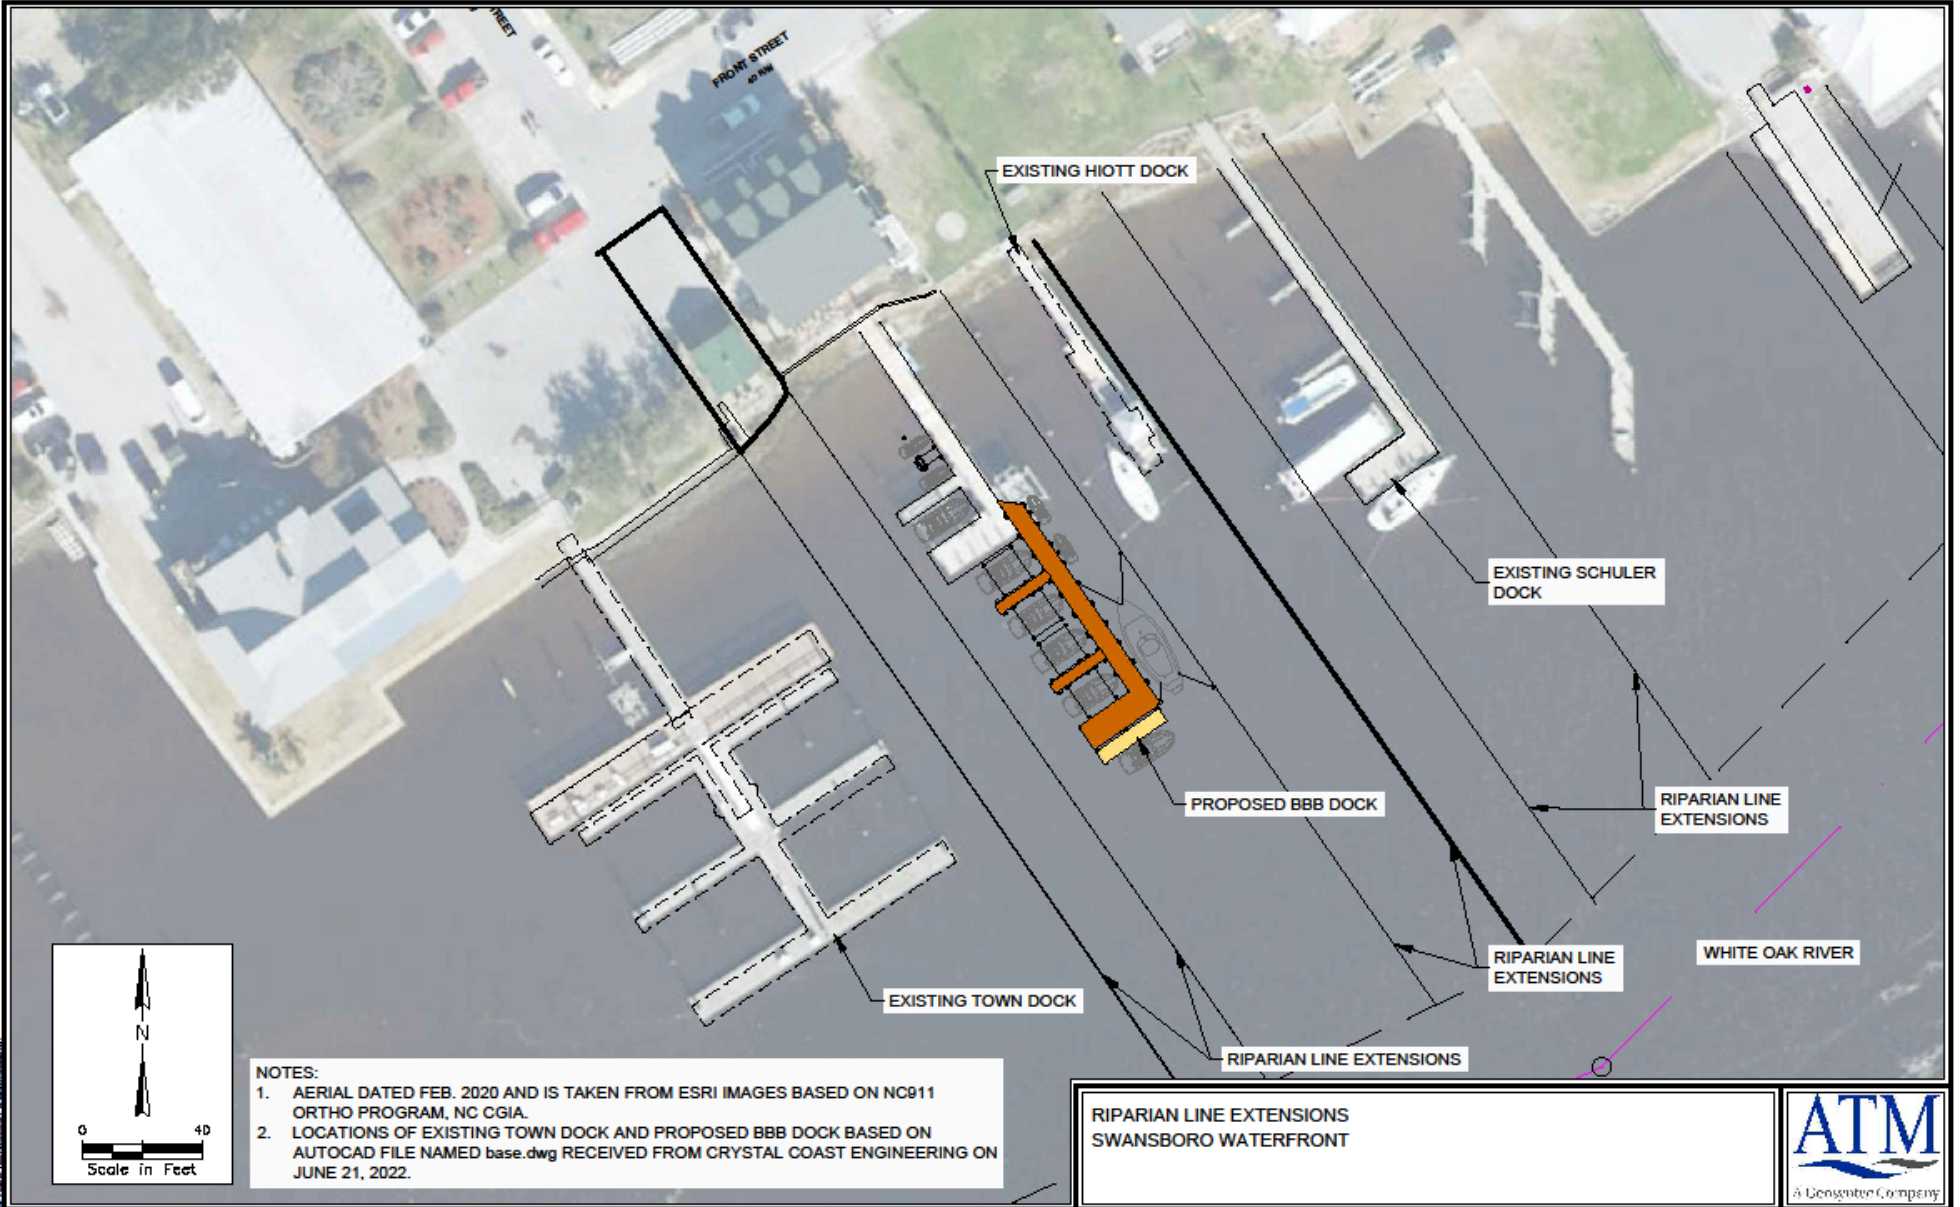 STREET
FRONT STREET
40 R/W
EXISTING HIOTT DOCK
EXISTING SCHULER
DOCK
PROPOSED BBB DOCK
RIPARIAN LINE
EXTENSIONS
RIPARIAN LINE
EXTENSIONS
WHITE OAK RIVER
EXISTING TOWN DOCK
RIPARIAN LINE EXTENSIONS
N
0 40
Scale in Feet
NOTES:
1. AERIAL DATED FEB. 2020 AND IS TAKEN FROM ESRI IMAGES BASED ON NC911
ORTHO PROGRAM, NC CGIA.
2. LOCATIONS OF EXISTING TOWN DOCK AND PROPOSED BBB DOCK BASED ON
AUTOCAD FILE NAMED base.dwg RECEIVED FROM CRYSTAL COAST ENGINEERING ON
JUNE 21, 2022.
RIPARIAN LINE EXTENSIONS
SWANSBORO WATERFRONT
ATM
A Geosyntec Company